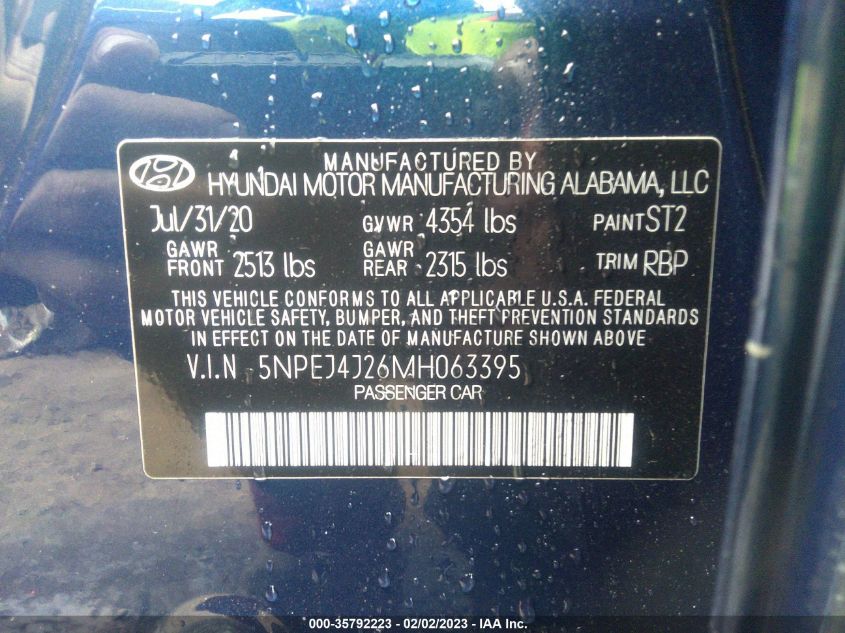 MANUFACTURED BY
HYUNDAI MOTOR MANUFACTURING ALABAMA, LLC
Jul/31/20 GVWR 4354 lbs PAINT ST2
GAWR FRONT 2513 lbs GAWR REAR 2315 lbs TRIM RBP
THIS VEHICLE CONFORMS TO ALL APPLICABLE U.S.A. FEDERAL
MOTOR VEHICLE SAFETY, BUMPER, AND THEFT PREVENTION STANDARDS
IN EFFECT ON THE DATE OF MANUFACTURE SHOWN ABOVE
V.I.N 5NPEJ4J26MH063395
PASSENGER CAR
000-35792223 - 02/02/2023 - IAA Inc.